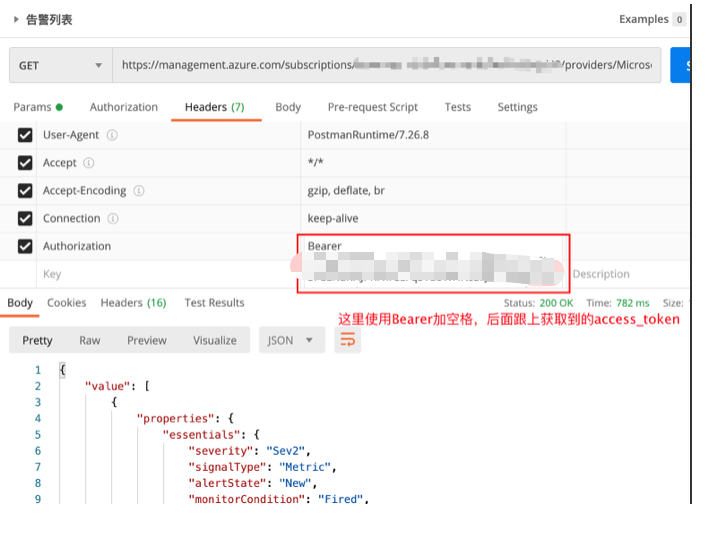 告警列表
Examples 0
GET
https://management.azure.com/subscriptions/
/providers/Micros
Params
Authorization
Headers (7)
Body
Pre-request Script
Tests
Settings
User-Agent
PostmanRuntime/7.26.8
Accept
*/*
Accept-Encoding
gzip, deflate, br
Connection
keep-alive
Authorization
Bearer
Key
Description
Body
Cookies
Headers (16)
Test Results
Status: 200 OK
Time: 782 ms
Size:
这里使用Bearer加空格，后面跟上获取到的access_token
Pretty
Raw
Preview
Visualize
JSON
1 {
2 "value": [
3 {
4 "properties": {
5 "essentials": {
6 "severity": "Sev2",
7 "signalType": "Metric",
8 "alertState": "New",
9 "monitorCondition": "Fired",